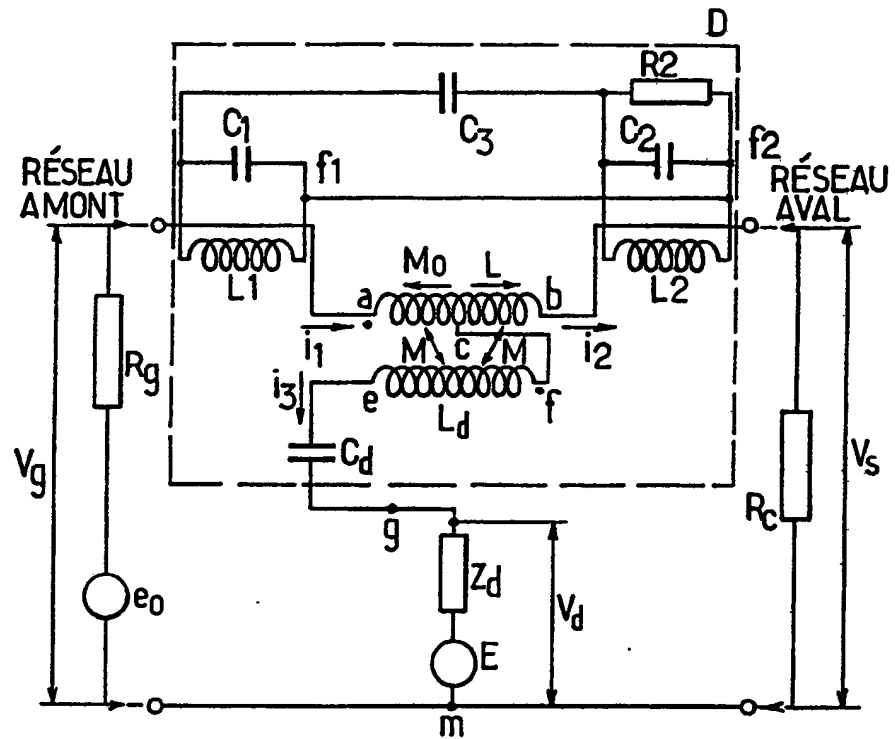 D
R2
C1
C3
C2
f1
f2
RÉSEAU
AMONT
RÉSEAU
AVAL
L1
Mo
L
L2
a
b
i1
M
c
M
i2
i3
e
f
Rg
Ld
Cd
Vg
Vs
Rc
g
Zd
eo
Vd
E
m